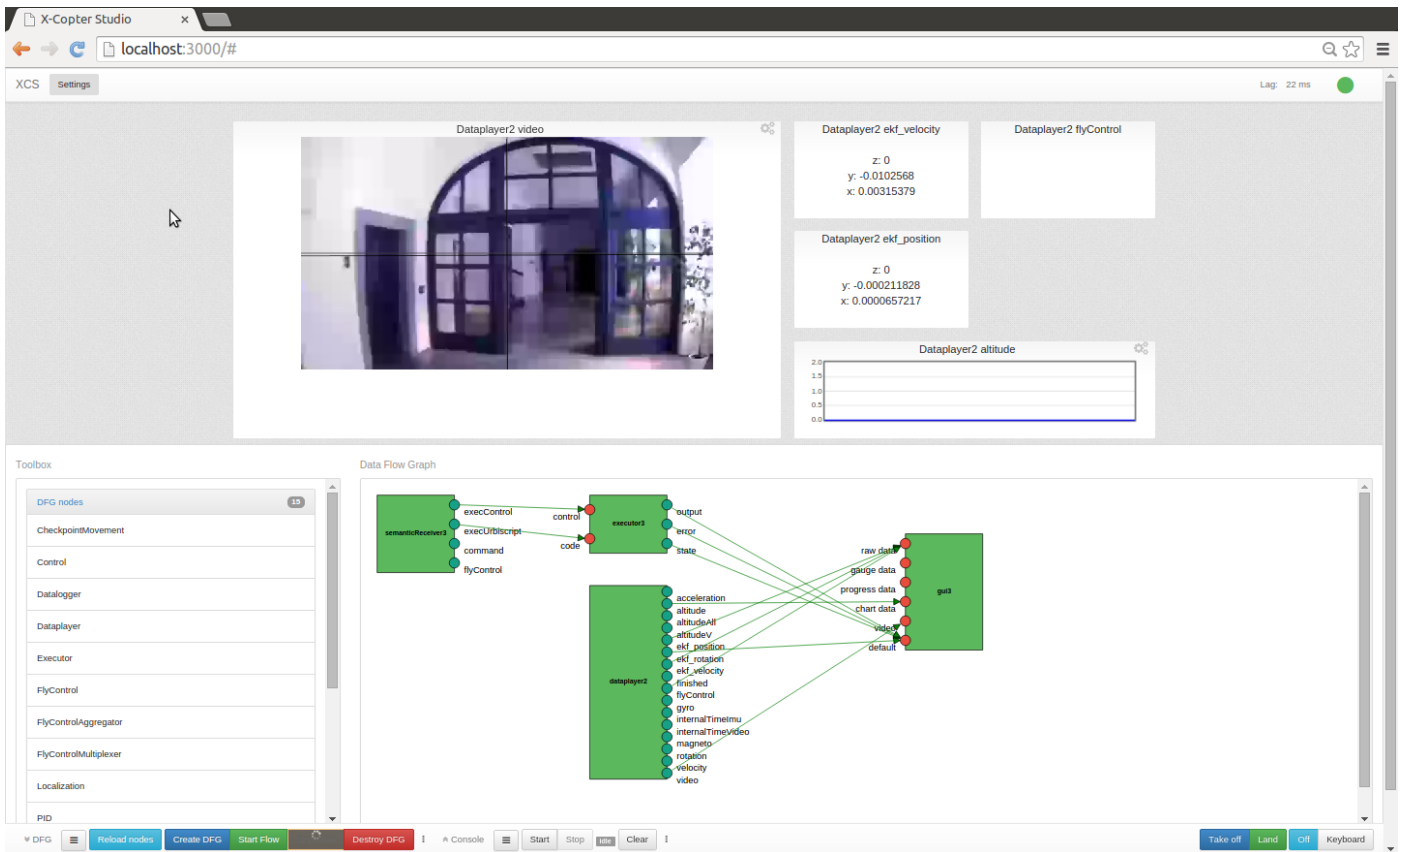 X-Copter Studio ×
localhost:3000/#
XCS Settings Lag: 22 ms
Dataplayer2 video
Dataplayer2 ekf_velocity
z: 0
y: -0.0102568
x: 0.00315379
Dataplayer2 flyControl
Dataplayer2 ekf_position
z: 0
y: -0.000211828
x: 0.0000657217
Dataplayer2 altitude
2.0
1.5
1.0
0.5
0.0
Toolbox
DFG nodes 15
CheckpointMovement
Control
Datalogger
Dataplayer
Executor
FlyControl
FlyControlAggregator
FlyControlMultiplexer
Localization
PID
Data Flow Graph
semanticReceiver3
execControl
execUrbiscript
command
flyControl
control
code
executor3
output
error
state
dataplayer2
acceleration
altitude
altitudeAlf
altitudeV
ekf_position
ekf_rotation
ekf_velocity
finished
flyControl
gyro
internalTimeImu
internalTimeVideo
magneto
rotation
velocity
video
raw data
gauge data
progress data
chart data
video
default
gui3
DFG Reload nodes Create DFG Start Flow Destroy DFG Console Start Stop Idle Clear Take off Land Off Keyboard